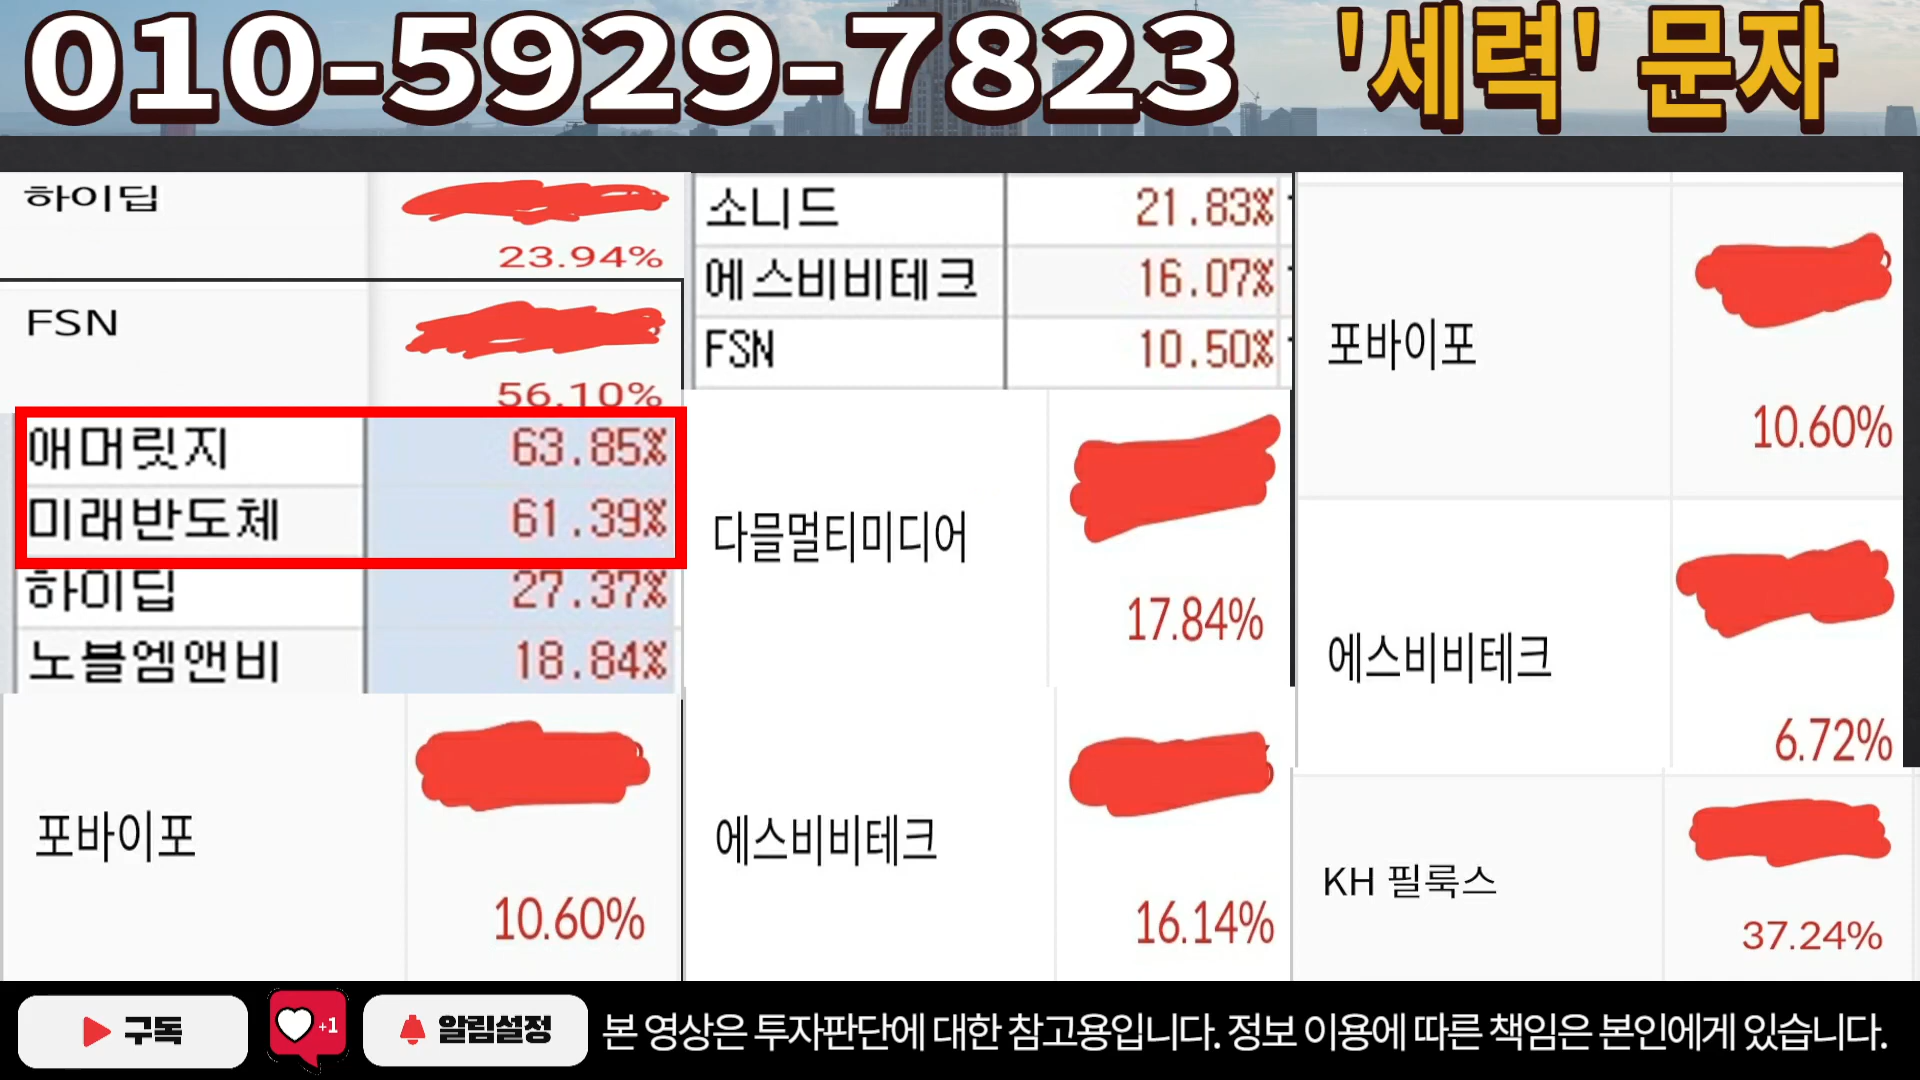 010-5929-7823 '세력' 문자
하이딥
23.94%
FSN
56.10%
애머릿지 63.85%
미래반도체 61.39%
하이딥 27.37%
노블엠앤비 18.84%
포바이포
10.60%
소니드 21.83%
에스비비테크 16.07%
FSN 10.50%
다믈멀티미디어
17.84%
에스비비테크
16.14%
포바이포
10.60%
에스비비테크
6.72%
KH 필룩스
37.24%
구독 +1 알림설정 본 영상은 투자판단에 대한 참고용입니다. 정보 이용에 따른 책임은 본인에게 있습니다.